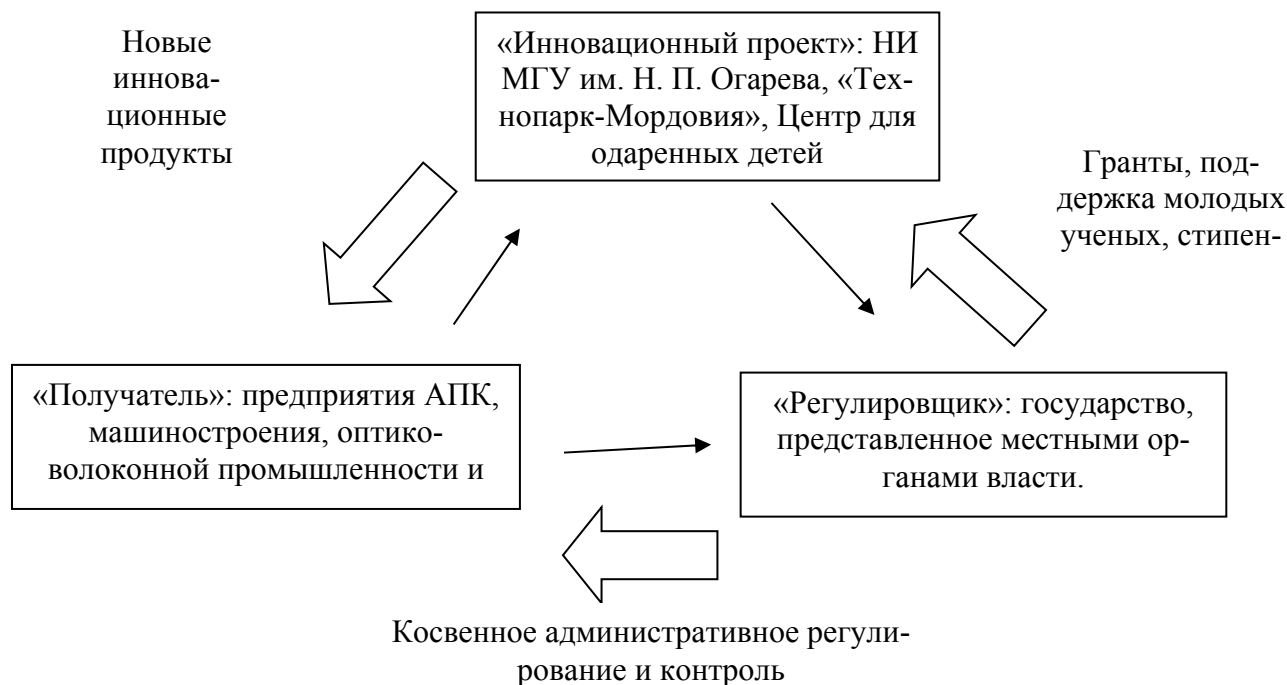 Новые
иннова-
ционные
продукты
«Инновационный проект»: НИ
МГУ им. Н. П. Огарева, «Тех-
нопарк-Мордовия», Центр для
одаренных детей
Гранты, под-
держка молодых
ученых, стипен-
«Получатель»: предприятия АПК,
машиностроения, оптико-
волоконной промышленности и
«Регулировщик»: государство,
представленное местными ор-
ганами власти.
Косвенное административное регули-
рование и контроль